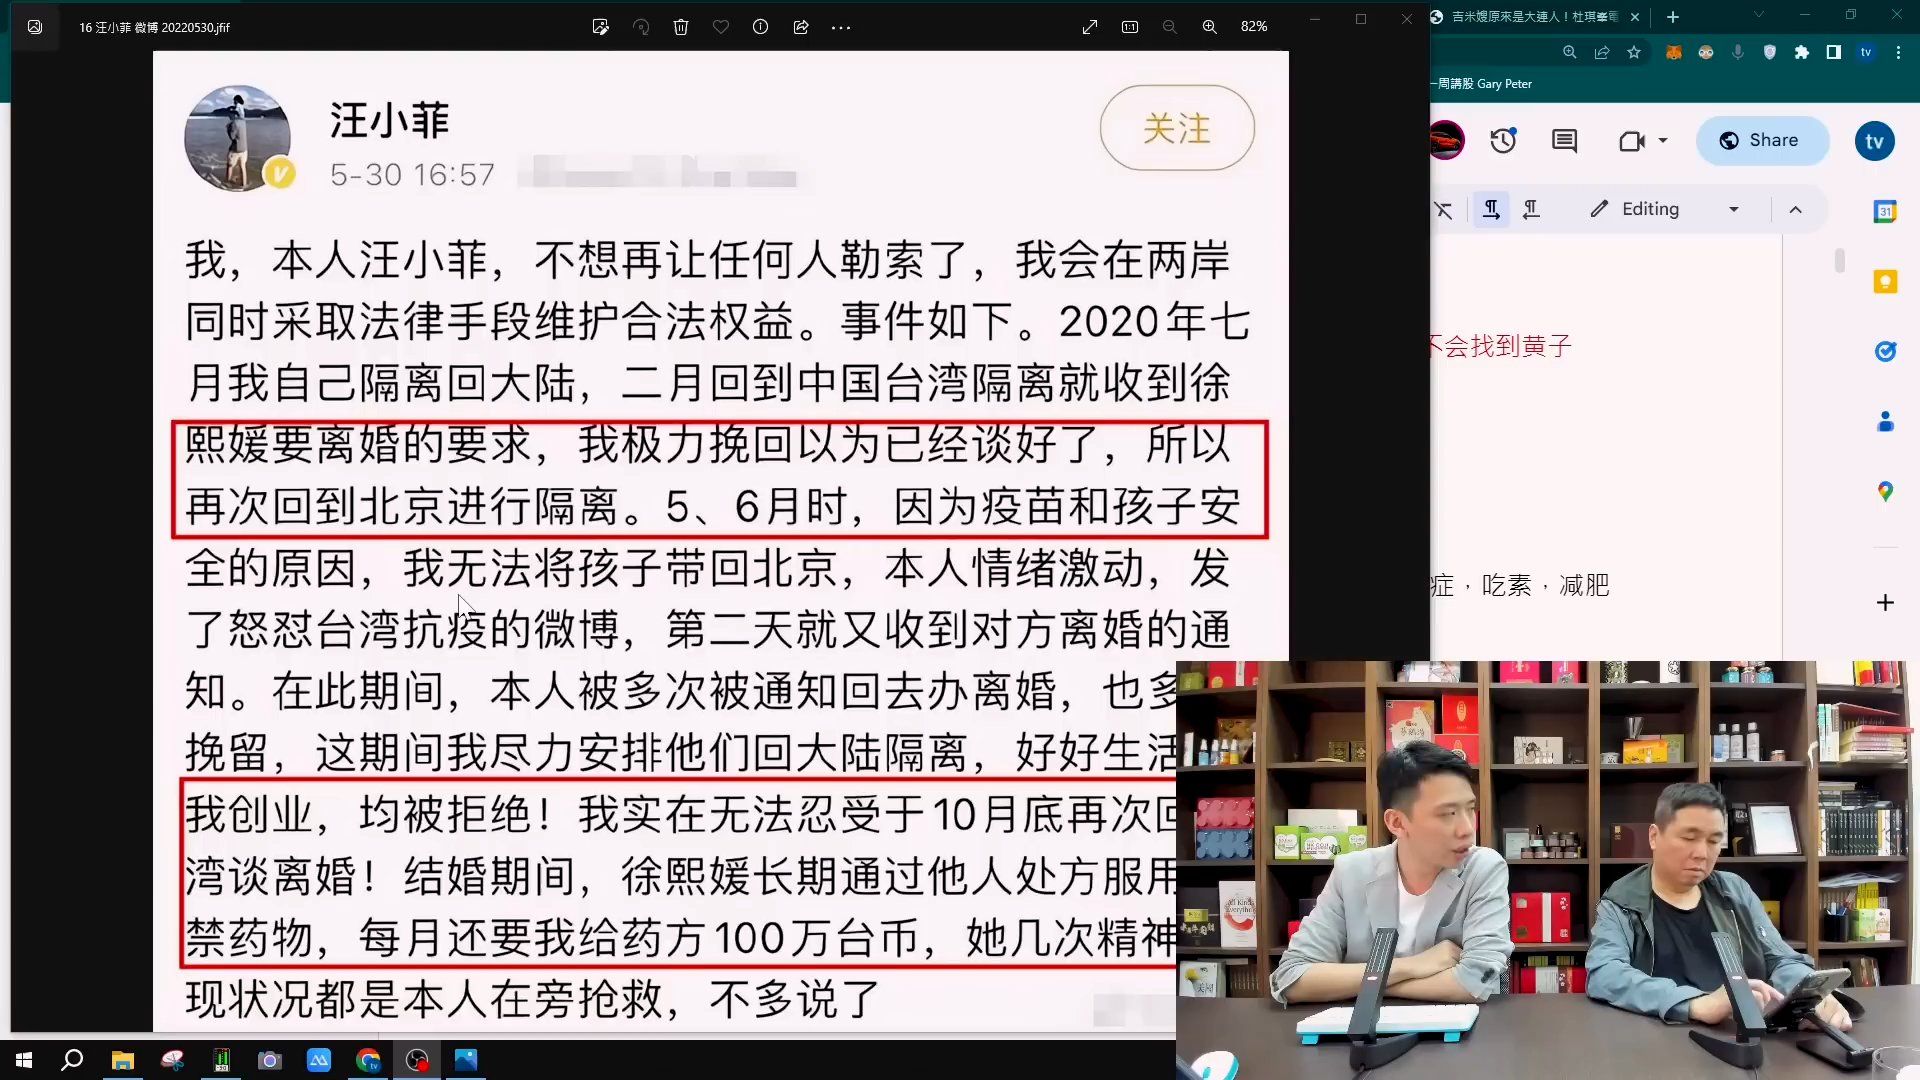 16 汪小菲 微博 20220530.jfif
82%
吉米嫂原來是大連人！杜琪峯電
一周講股 Gary Peter
汪小菲
5-30 16:57
关注
我，本人汪小菲，不想再让任何人勒索了，我会在两岸
同时采取法律手段维护合法权益。事件如下。2020年七
月我自己隔离回大陆，二月回到中国台湾隔离就收到徐
熙媛要离婚的要求，我极力挽回以为已经谈好了，所以
再次回到北京进行隔离。5、6月时，因为疫苗和孩子安
全的原因，我无法将孩子带回北京，本人情绪激动，发
了怒怼台湾抗疫的微博，第二天就又收到对方离婚的通
知。在此期间，本人被多次被通知回去办离婚，也多
挽留，这期间我尽力安排他们回大陆隔离，好好生活
我创业，均被拒绝！我实在无法忍受于10月底再次回
湾谈离婚！结婚期间，徐熙媛长期通过他人处方服用
禁药物，每月还要我给药方100万台币，她几次精神
现状况都是本人在旁抢救，不多说了
Share
tv
Editing
不会找到黄子
症，吃素，减肥